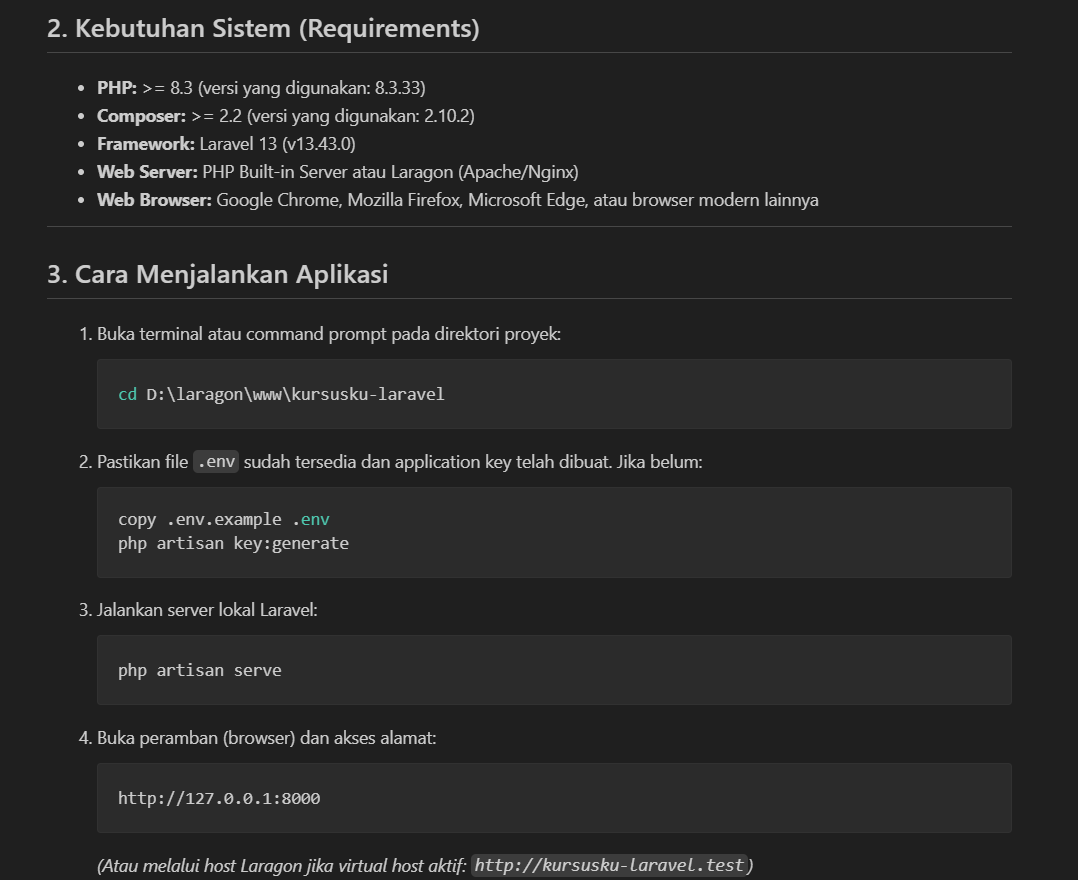 2. Kebutuhan Sistem (Requirements)
• PHP: >= 8.3 (versi yang digunakan: 8.3.33)
• Composer: >= 2.2 (versi yang digunakan: 2.10.2)
• Framework: Laravel 13 (v13.43.0)
• Web Server: PHP Built-in Server atau Laragon (Apache/Nginx)
• Web Browser: Google Chrome, Mozilla Firefox, Microsoft Edge, atau browser modern lainnya
3. Cara Menjalankan Aplikasi
1. Buka terminal atau command prompt pada direktori proyek:
cd D:\laragon\www\kursusku-laravel
2. Pastikan file .env sudah tersedia dan application key telah dibuat. Jika belum:
copy .env.example .env
php artisan key:generate
3. Jalankan server lokal Laravel:
php artisan serve
4. Buka peramban (browser) dan akses alamat:
http://127.0.0.1:8000
(Atau melalui host Laragon jika virtual host aktif: http://kursusku-laravel.test)